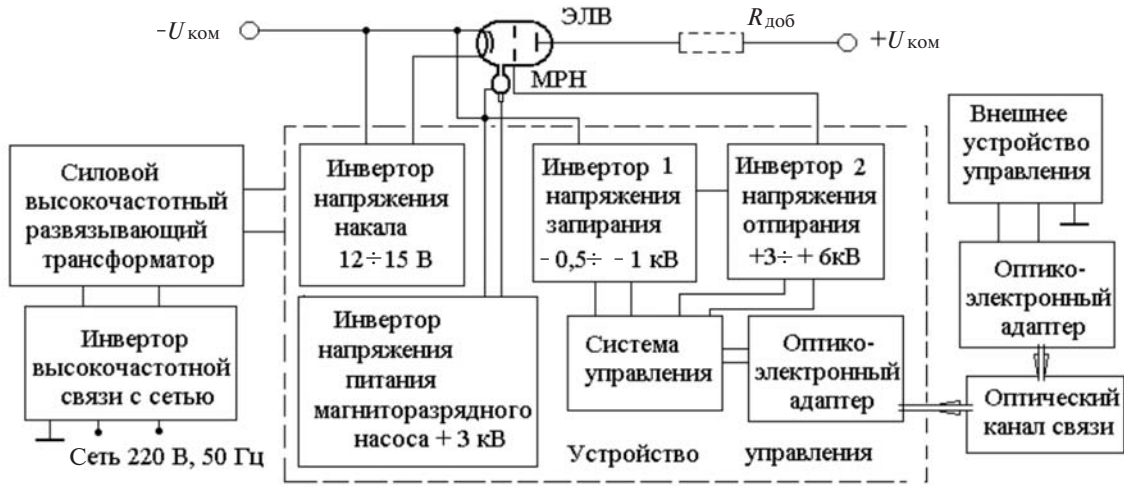 ЭЛВ
R доб
-U ком
+U ком
МРН
Силовой
высокочастотный
развязывающий
трансформатор
Инвертор
высокочастотной
связи с сетью
Сеть 220 В, 50 Гц
Инвертор
напряжения
накала
12÷15 В
Инвертор
напряжения
питания
магниторазрядного
насоса + 3 кВ
Инвертор 1
напряжения
запирания
- 0,5÷ - 1 кВ
Инвертор 2
напряжения
отпирания
+3÷ + 6кВ
Система
управления
Оптико-
электронный
адаптер
Устройство управления
Внешнее
устройство
управления
Оптико-
электронный
адаптер
Оптический
канал связи